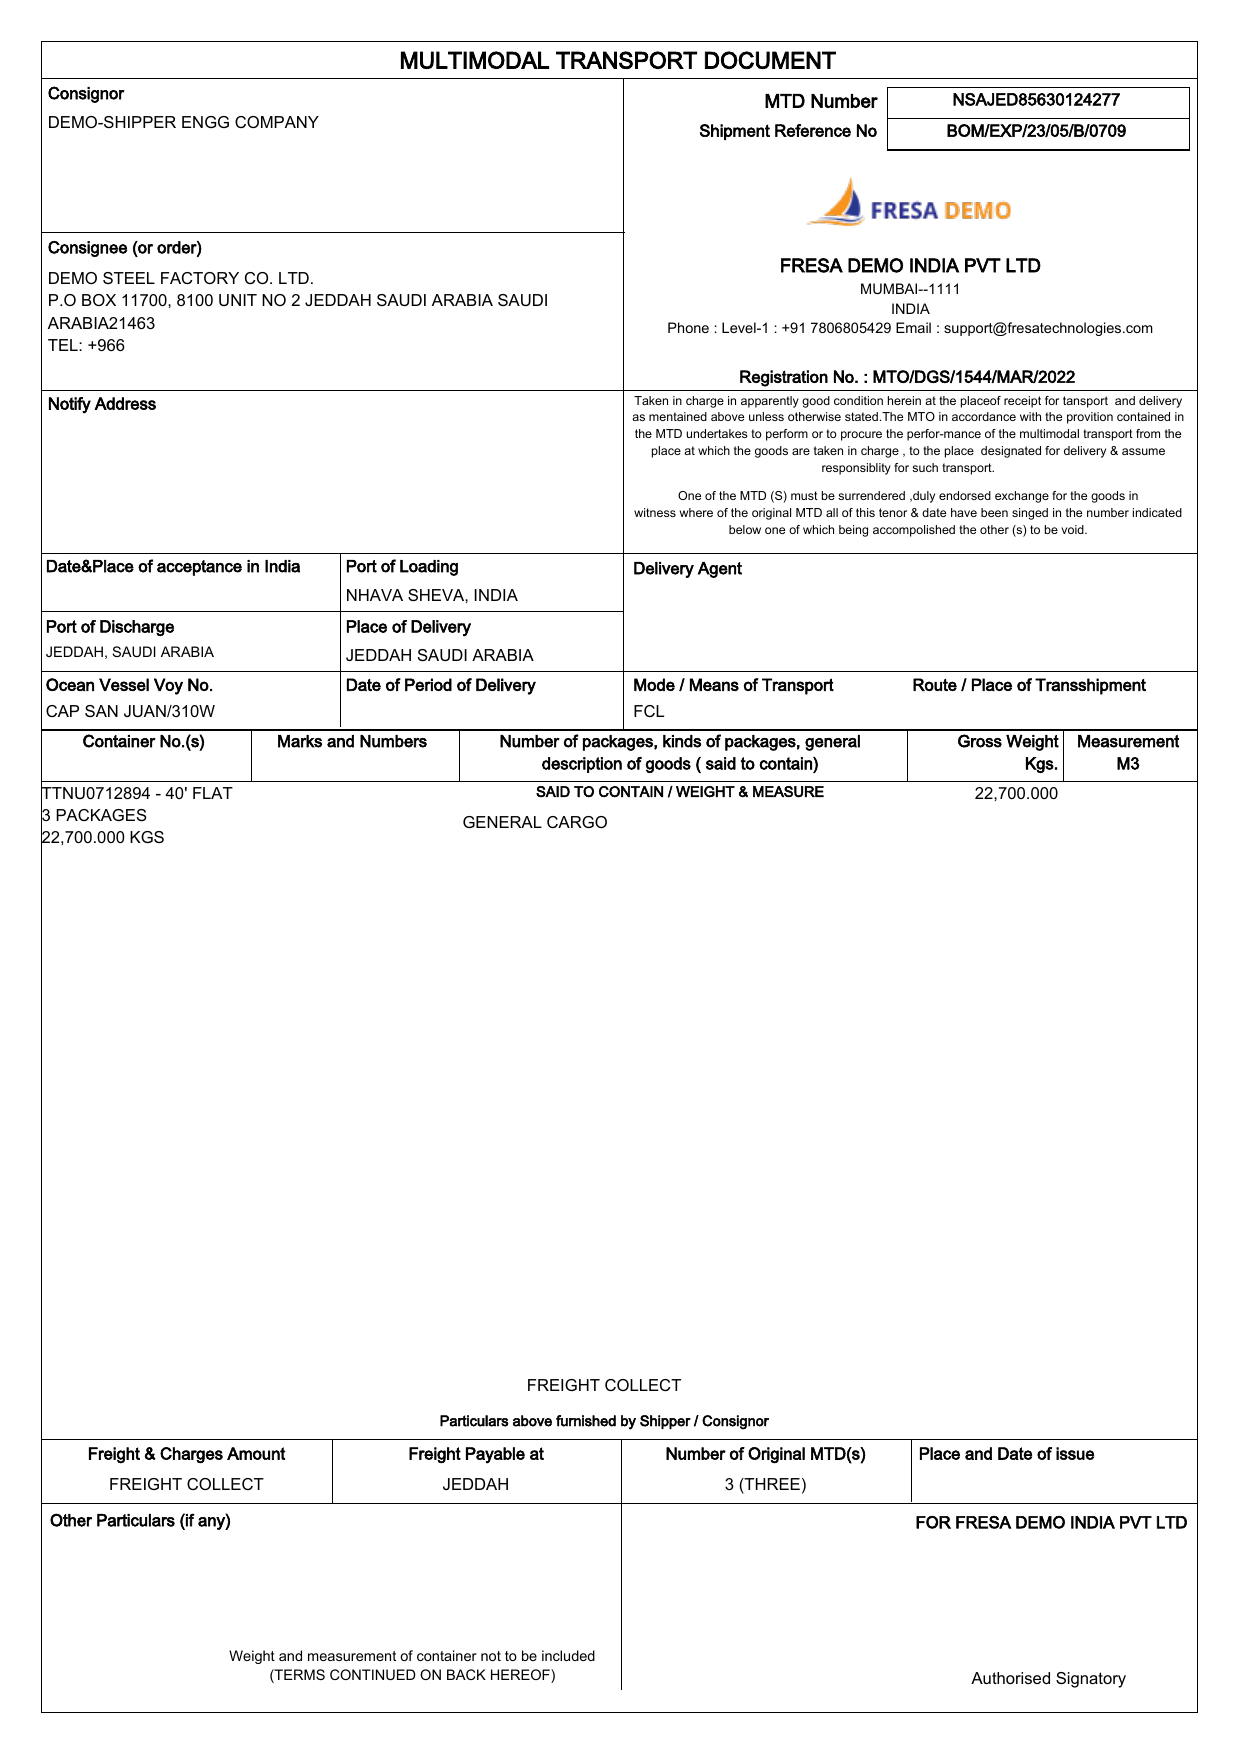 MULTIMODAL TRANSPORT DOCUMENT
Consignor
DEMO-SHIPPER ENGG COMPANY
MTD Number
NSAJED85630124277
Shipment Reference No
BOM/EXP/23/05/B/0709
FRESA DEMO
FRESA DEMO INDIA PVT LTD
MUMBAI--1111
INDIA
Phone : Level-1 : +91 7806805429 Email : support@fresatechnologies.com
Registration No. : MTO/DGS/1544/MAR/2022
Consignee (or order)
DEMO STEEL FACTORY CO. LTD.
P.O BOX 11700, 8100 UNIT NO 2 JEDDAH SAUDI ARABIA SAUDI
ARABIA21463
TEL: +966
Notify Address
Taken in charge in apparently good condition herein at the placeof receipt for tansport and delivery
as mentained above unless otherwise stated.The MTO in accordance with the provition contained in
the MTD undertakes to perform or to procure the perfor-mance of the multimodal transport from the
place at which the goods are taken in charge , to the place designated for delivery & assume
responsiblity for such transport.
One of the MTD (S) must be surrendered ,duly endorsed exchange for the goods in
witness where of the original MTD all of this tenor & date have been singed in the number indicated
below one of which being accompolished the other (s) to be void.
Date&Place of acceptance in India
Port of Loading
NHAVA SHEVA, INDIA
Delivery Agent
Port of Discharge
JEDDAH, SAUDI ARABIA
Place of Delivery
JEDDAH SAUDI ARABIA
Ocean Vessel Voy No.
CAP SAN JUAN/310W
Date of Period of Delivery
Mode / Means of Transport
FCL
Route / Place of Transshipment
Container No.(s)
Marks and Numbers
Number of packages, kinds of packages, general
description of goods ( said to contain)
Gross Weight
Kgs.
Measurement
M3
TTNU0712894 - 40' FLAT
3 PACKAGES
22,700.000 KGS
SAID TO CONTAIN / WEIGHT & MEASURE
GENERAL CARGO
22,700.000
FREIGHT COLLECT
Particulars above furnished by Shipper / Consignor
Freight & Charges Amount
FREIGHT COLLECT
Freight Payable at
JEDDAH
Number of Original MTD(s)
3 (THREE)
Place and Date of issue
Other Particulars (if any)
Weight and measurement of container not to be included
(TERMS CONTINUED ON BACK HEREOF)
FOR FRESA DEMO INDIA PVT LTD
Authorised Signatory